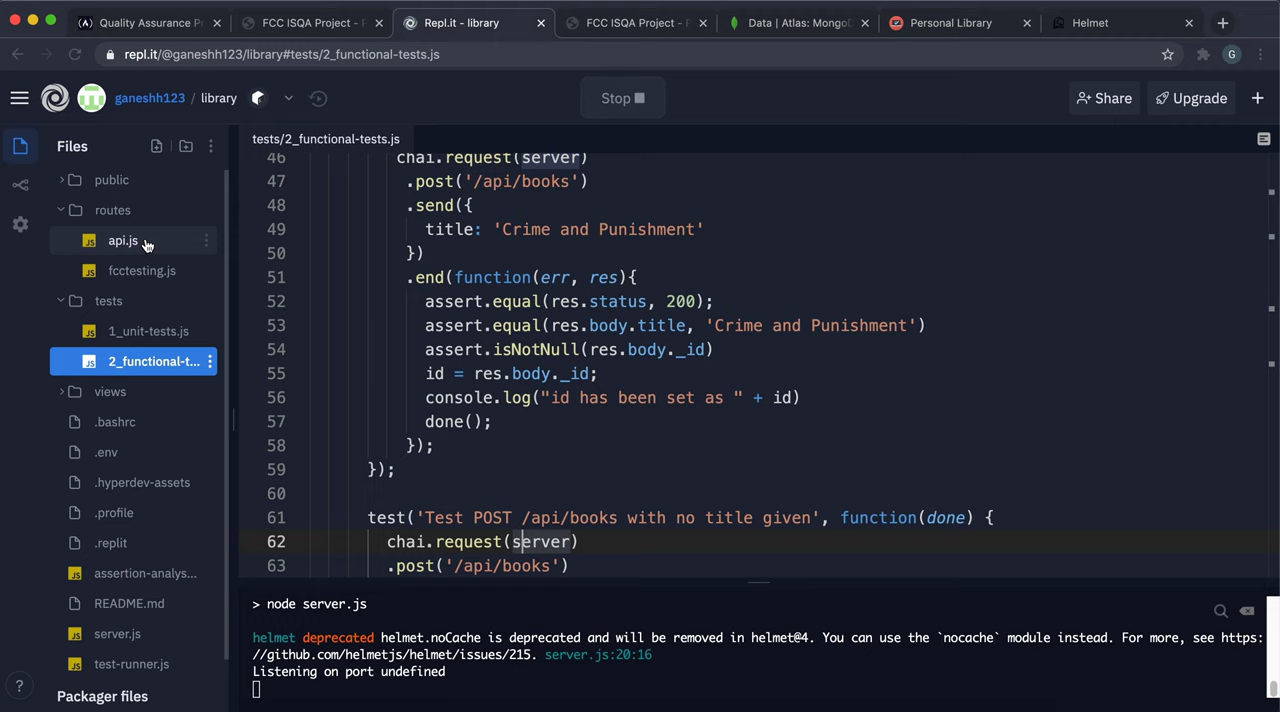 Quality Assurance P
FCC ISQA Project - F
Repl.it - library
FCC ISQA Project - F
Data | Atlas: MongoD
Personal Library
Helmet
repl.it/@ganeshh123/library#tests/2_functional-tests.js
G
ganeshh123 / library
Stop
Share
Upgrade
Files
public
routes
api.js
fcctesting.js
tests
1_unit-tests.js
2_functional-t...
views
.bashrc
.env
.hyperdev-assets
.profile
.replit
assertion-analys...
README.md
server.js
test-runner.js
Packager files
tests/2_functional-tests.js
46 chai.request(server)
47 .post('/api/books')
48 .send({
49 title: 'Crime and Punishment'
50 })
51 .end(function(err, res){
52 assert.equal(res.status, 200);
53 assert.equal(res.body.title, 'Crime and Punishment')
54 assert.isNotNull(res.body._id)
55 id = res.body._id;
56 console.log("id has been set as " + id)
57 done();
58 });
59 });
60
61 test('Test POST /api/books with no title given', function(done) {
62 chai.request(server)
63 .post('/api/books')
> node server.js
helmet deprecated helmet.noCache is deprecated and will be removed in helmet@4. You can use the `nocache` module instead. For more, see https:
//github.com/helmetjs/helmet/issues/215. server.js:20:16
Listening on port undefined
?